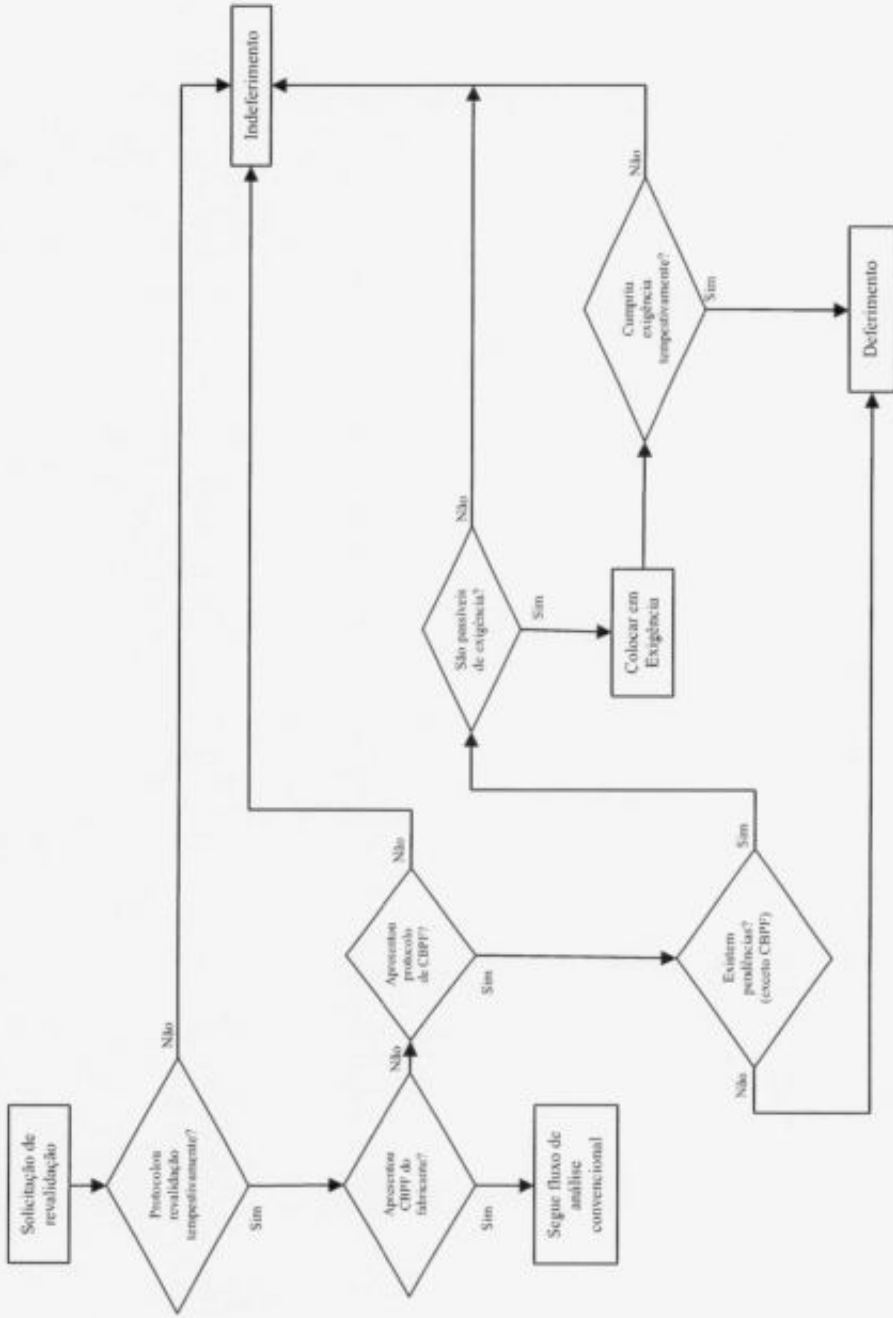 Solicitação de
revalidação
Protocolou
revalidação
tempestivamente?
Não
Sim
Apresentou
CBPF do
fabricante?
Não
Sim
Segue fluxo de
análise
convencional
Apresentou
protocolo
de CBPF?
Não
Sim
Existem
pendências?
(exceto CBPF)
Não
Sim
São passíveis
de exigência?
Não
Sim
Colocar em
Exigência
Cumpriu
exigência
tempestivamente?
Não
Sim
Indeferimento
Deferimento